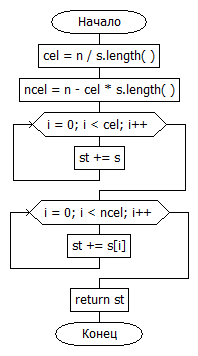 Начало
cel = n / s.length( )
ncel = n - cel * s.length( )
i = 0; i < cel; i++
st += s
i = 0; i < ncel; i++
st += s[i]
return st
Конец